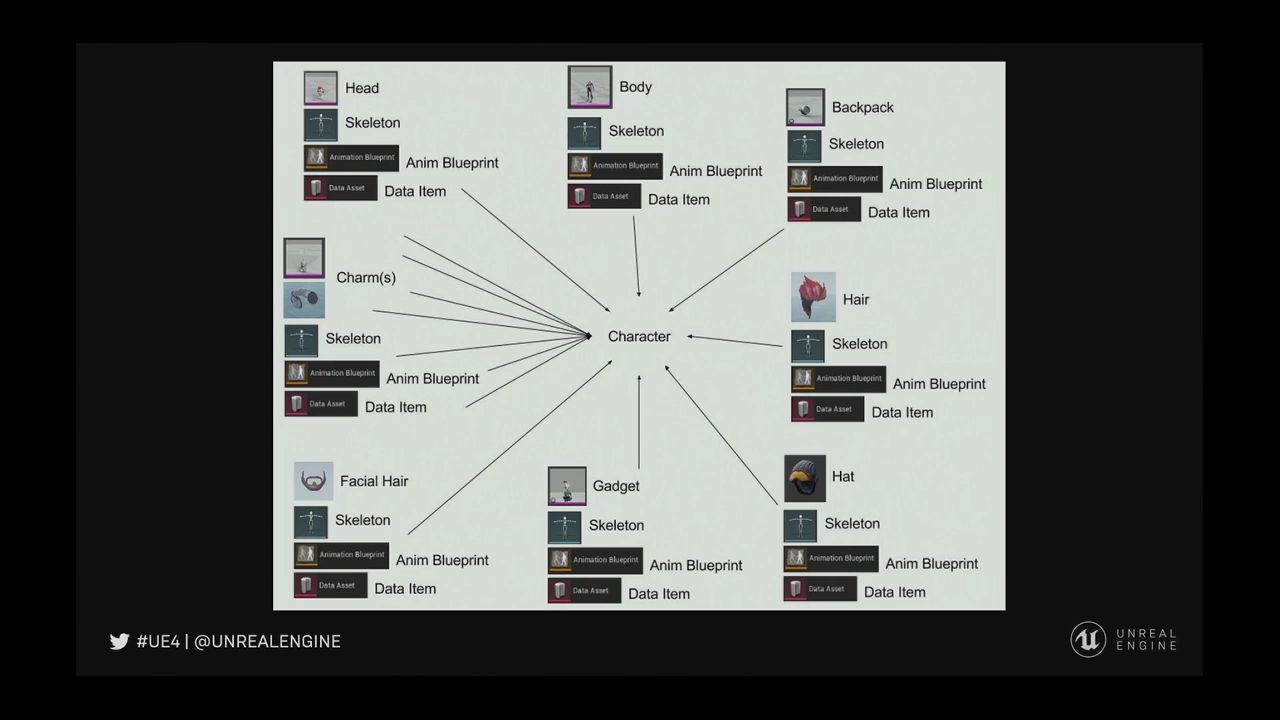 Head
Skeleton
Animation Blueprint
Anim Blueprint
Data Asset
Data Item
Body
Skeleton
Animation Blueprint
Anim Blueprint
Data Asset
Data Item
Backpack
Skeleton
Animation Blueprint
Anim Blueprint
Data Asset
Data Item
Charm(s)
Skeleton
Animation Blueprint
Anim Blueprint
Data Asset
Data Item
Character
Hair
Skeleton
Animation Blueprint
Anim Blueprint
Data Asset
Data Item
Facial Hair
Skeleton
Animation Blueprint
Anim Blueprint
Data Asset
Data Item
Gadget
Skeleton
Animation Blueprint
Anim Blueprint
Data Asset
Data Item
Hat
Skeleton
Animation Blueprint
Anim Blueprint
Data Asset
Data Item
#UE4 | @UNREALENGINE
UNREAL
ENGINE